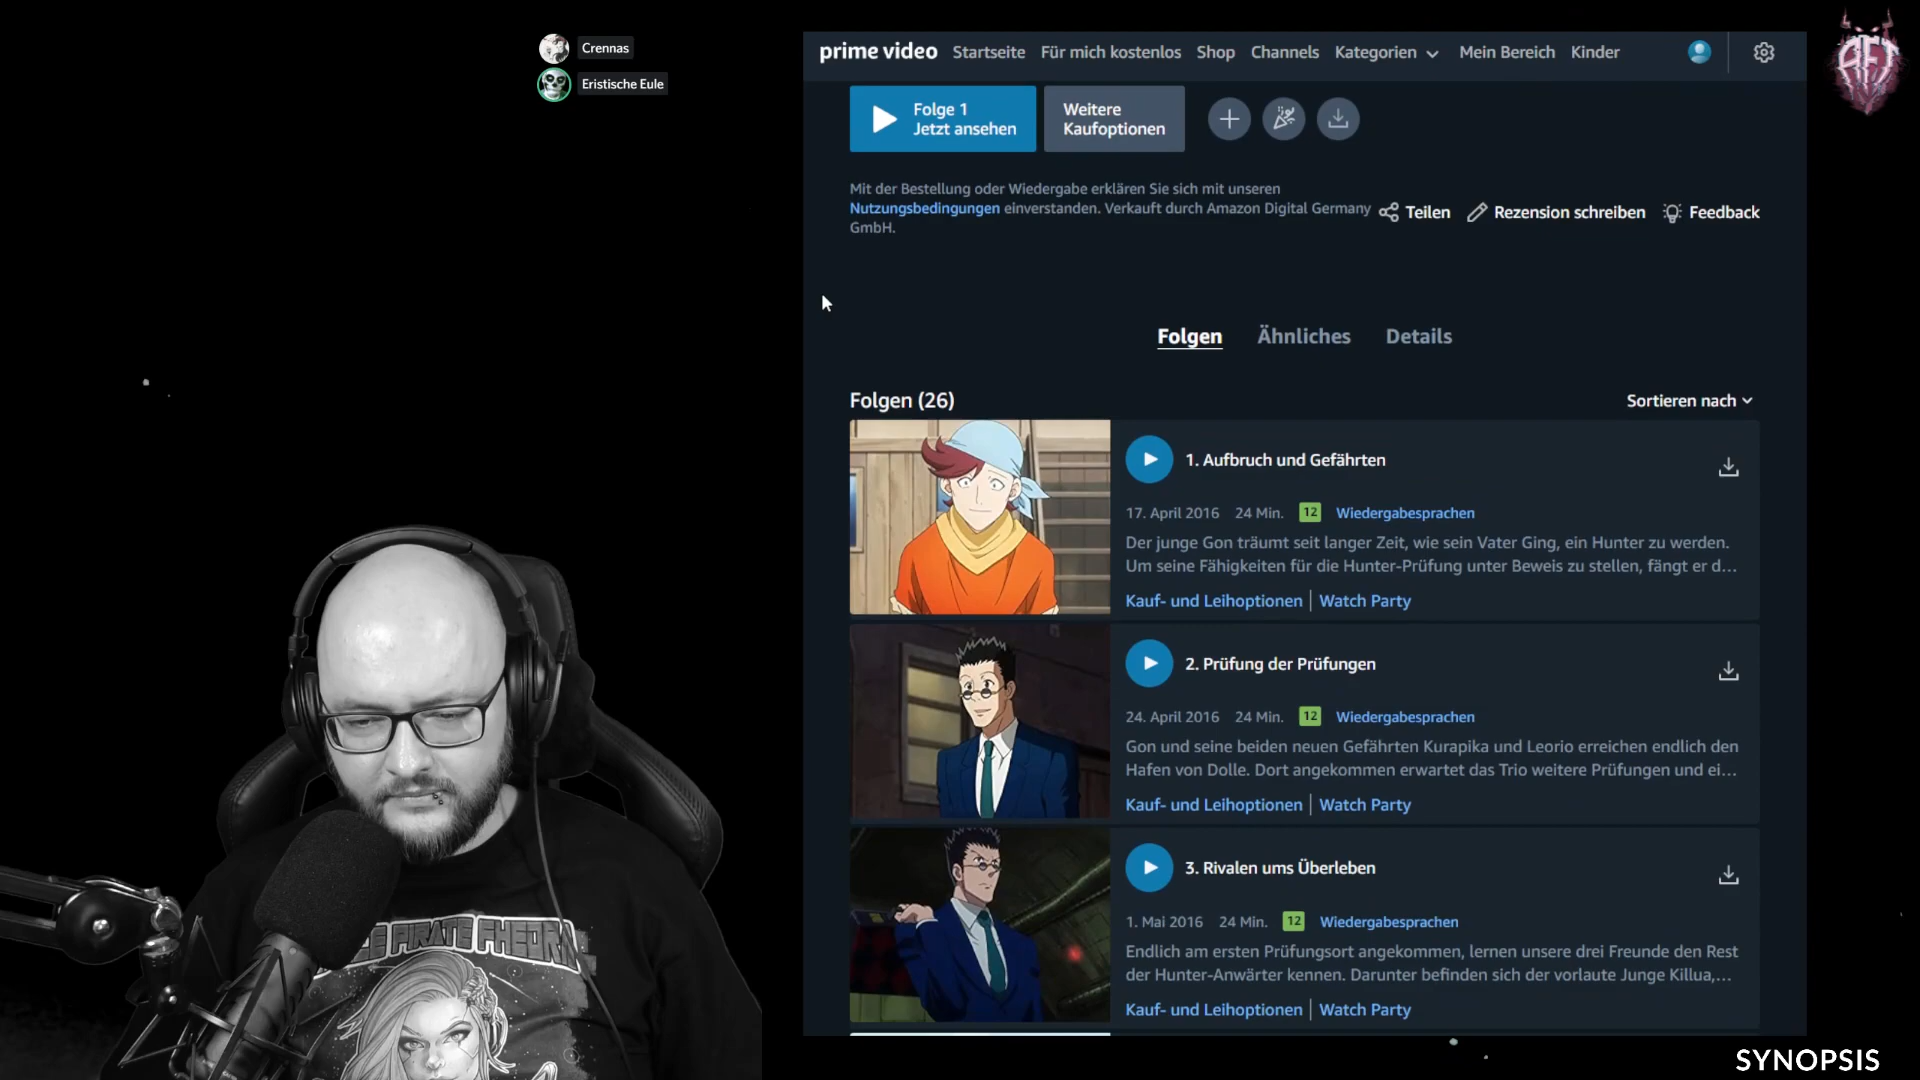 Crennas
Eristische Eule
prime video Startseite Für mich kostenlos Shop Channels Kategorien Mein Bereich Kinder
Folge 1
Jetzt ansehen
Weitere
Kaufoptionen
Mit der Bestellung oder Wiedergabe erklären Sie sich mit unseren
Nutzungsbedingungen einverstanden. Verkauft durch Amazon Digital Germany
GmbH.
Teilen Rezension schreiben Feedback
Folgen Ähnliches Details
Folgen (26)
Sortieren nach
1. Aufbruch und Gefährten
17. April 2016 24 Min. 12 Wiedergabesprachen
Der junge Gon träumt seit langer Zeit, wie sein Vater Ging, ein Hunter zu werden.
Um seine Fähigkeiten für die Hunter-Prüfung unter Beweis zu stellen, fängt er d...
Kauf- und Leihoptionen | Watch Party
2. Prüfung der Prüfungen
24. April 2016 24 Min. 12 Wiedergabesprachen
Gon und seine beiden neuen Gefährten Kurapika und Leorio erreichen endlich den
Hafen von Dolle. Dort angekommen erwartet das Trio weitere Prüfungen und ei...
Kauf- und Leihoptionen | Watch Party
3. Rivalen ums Überleben
1. Mai 2016 24 Min. 12 Wiedergabesprachen
Endlich am ersten Prüfungsort angekommen, lernen unsere drei Freunde den Rest
der Hunter-Anwärter kennen. Darunter befinden sich der vorlaute Junge Killua,...
Kauf- und Leihoptionen | Watch Party
PIRATE
SYNOPSIS